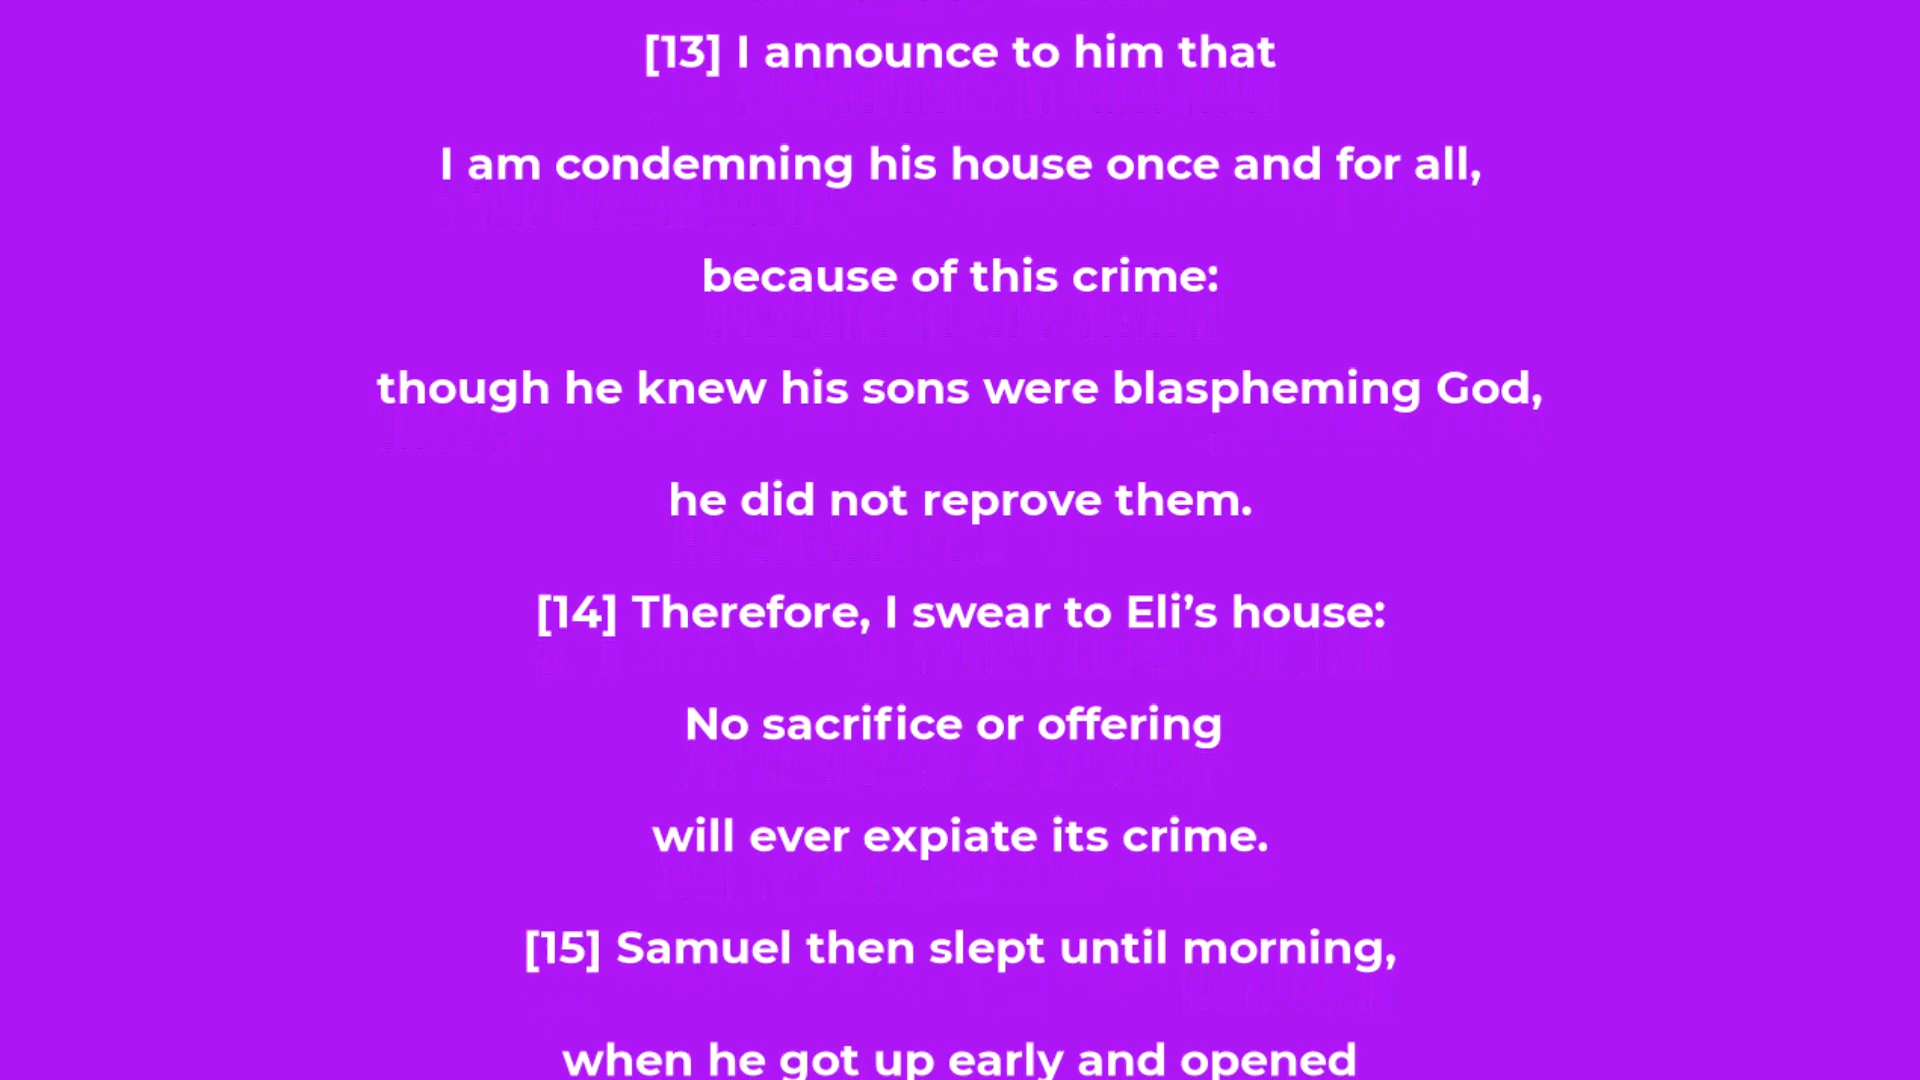 [13] I announce to him that
I am condemning his house once and for all,
because of this crime:
though he knew his sons were blaspheming God,
he did not reprove them.
[14] Therefore, I swear to Eli’s house:
No sacrifice or offering
will ever expiate its crime.
[15] Samuel then slept until morning,
when he got up early and opened